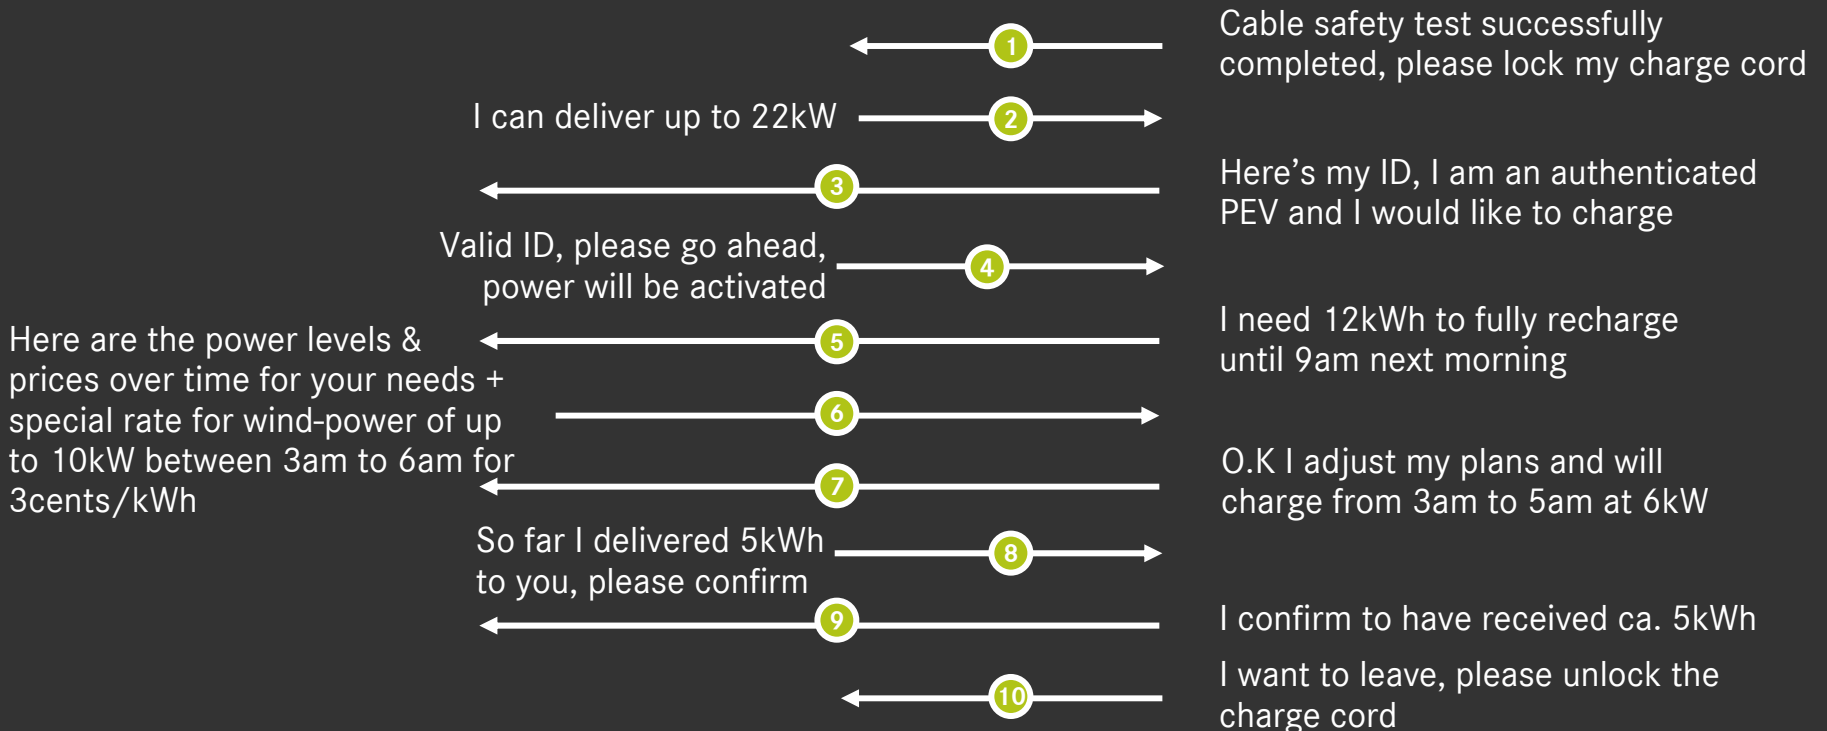 1
Cable safety test successfully
completed, please lock my charge cord
I can deliver up to 22kW
2
3
Here's my ID, I am an authenticated
PEV and I would like to charge
Valid ID, please go ahead,
power will be activated
4
5
I need 12kWh to fully recharge
until 9am next morning
Here are the power levels &
prices over time for your needs +
special rate for wind-power of up
to 10kW between 3am to 6am for
3cents/kWh
6
7
O.K I adjust my plans and will
charge from 3am to 5am at 6kW
So far I delivered 5kWh
to you, please confirm
8
9
I confirm to have received ca. 5kWh
10
I want to leave, please unlock the
charge cord